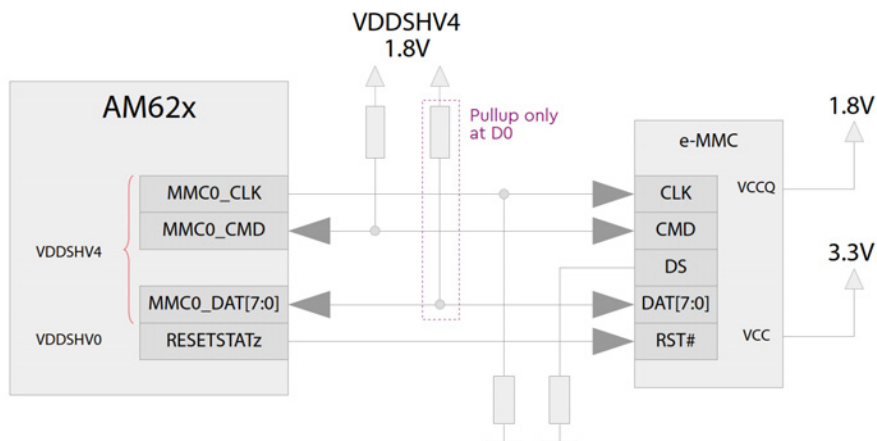 VDDSHV4
1.8V
AM62x
Pullup only
at D0
1.8V
e-MMC
MMC0_CLK
CLK
VCCQ
MMC0_CMD
CMD
VDDSHV4
DS
3.3V
MMC0_DAT[7:0]
DAT[7:0]
VDDSHV0
RESETSTATz
RST#
VCC